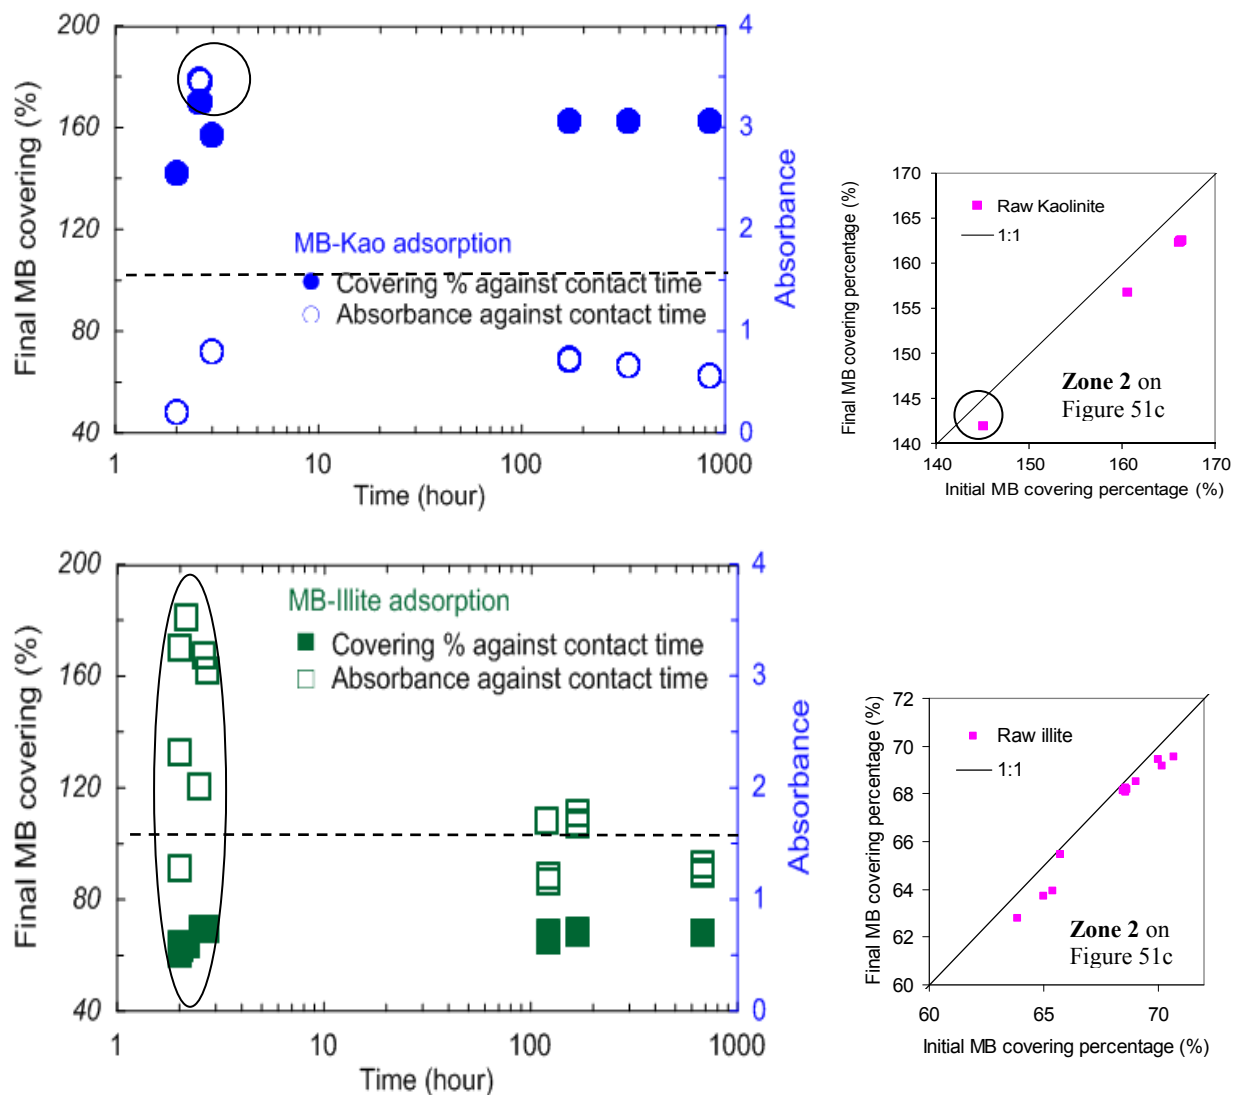 200
160
120
80
40
Final MB covering (%)
4
3
2
1
0
Absorbance
MB-Kao adsorption
Covering % against contact time
Absorbance against contact time
1 10 100 1000
Time (hour)
170
165
160
155
150
145
140
Final MB covering percentage (%)
Raw Kaolinite
1:1
Zone 2 on
Figure 51c
140 150 160 170
Initial MB covering percentage (%)
200
160
120
80
40
Final MB covering (%)
4
3
2
1
0
Absorbance
MB-Illite adsorption
Covering % against contact time
Absorbance against contact time
1 10 100 1000
Time (hour)
72
70
68
66
64
62
60
Final MB covering percentage (%)
Raw illite
1:1
Zone 2 on
Figure 51c
60 65 70
Initial MB covering percentage (%)